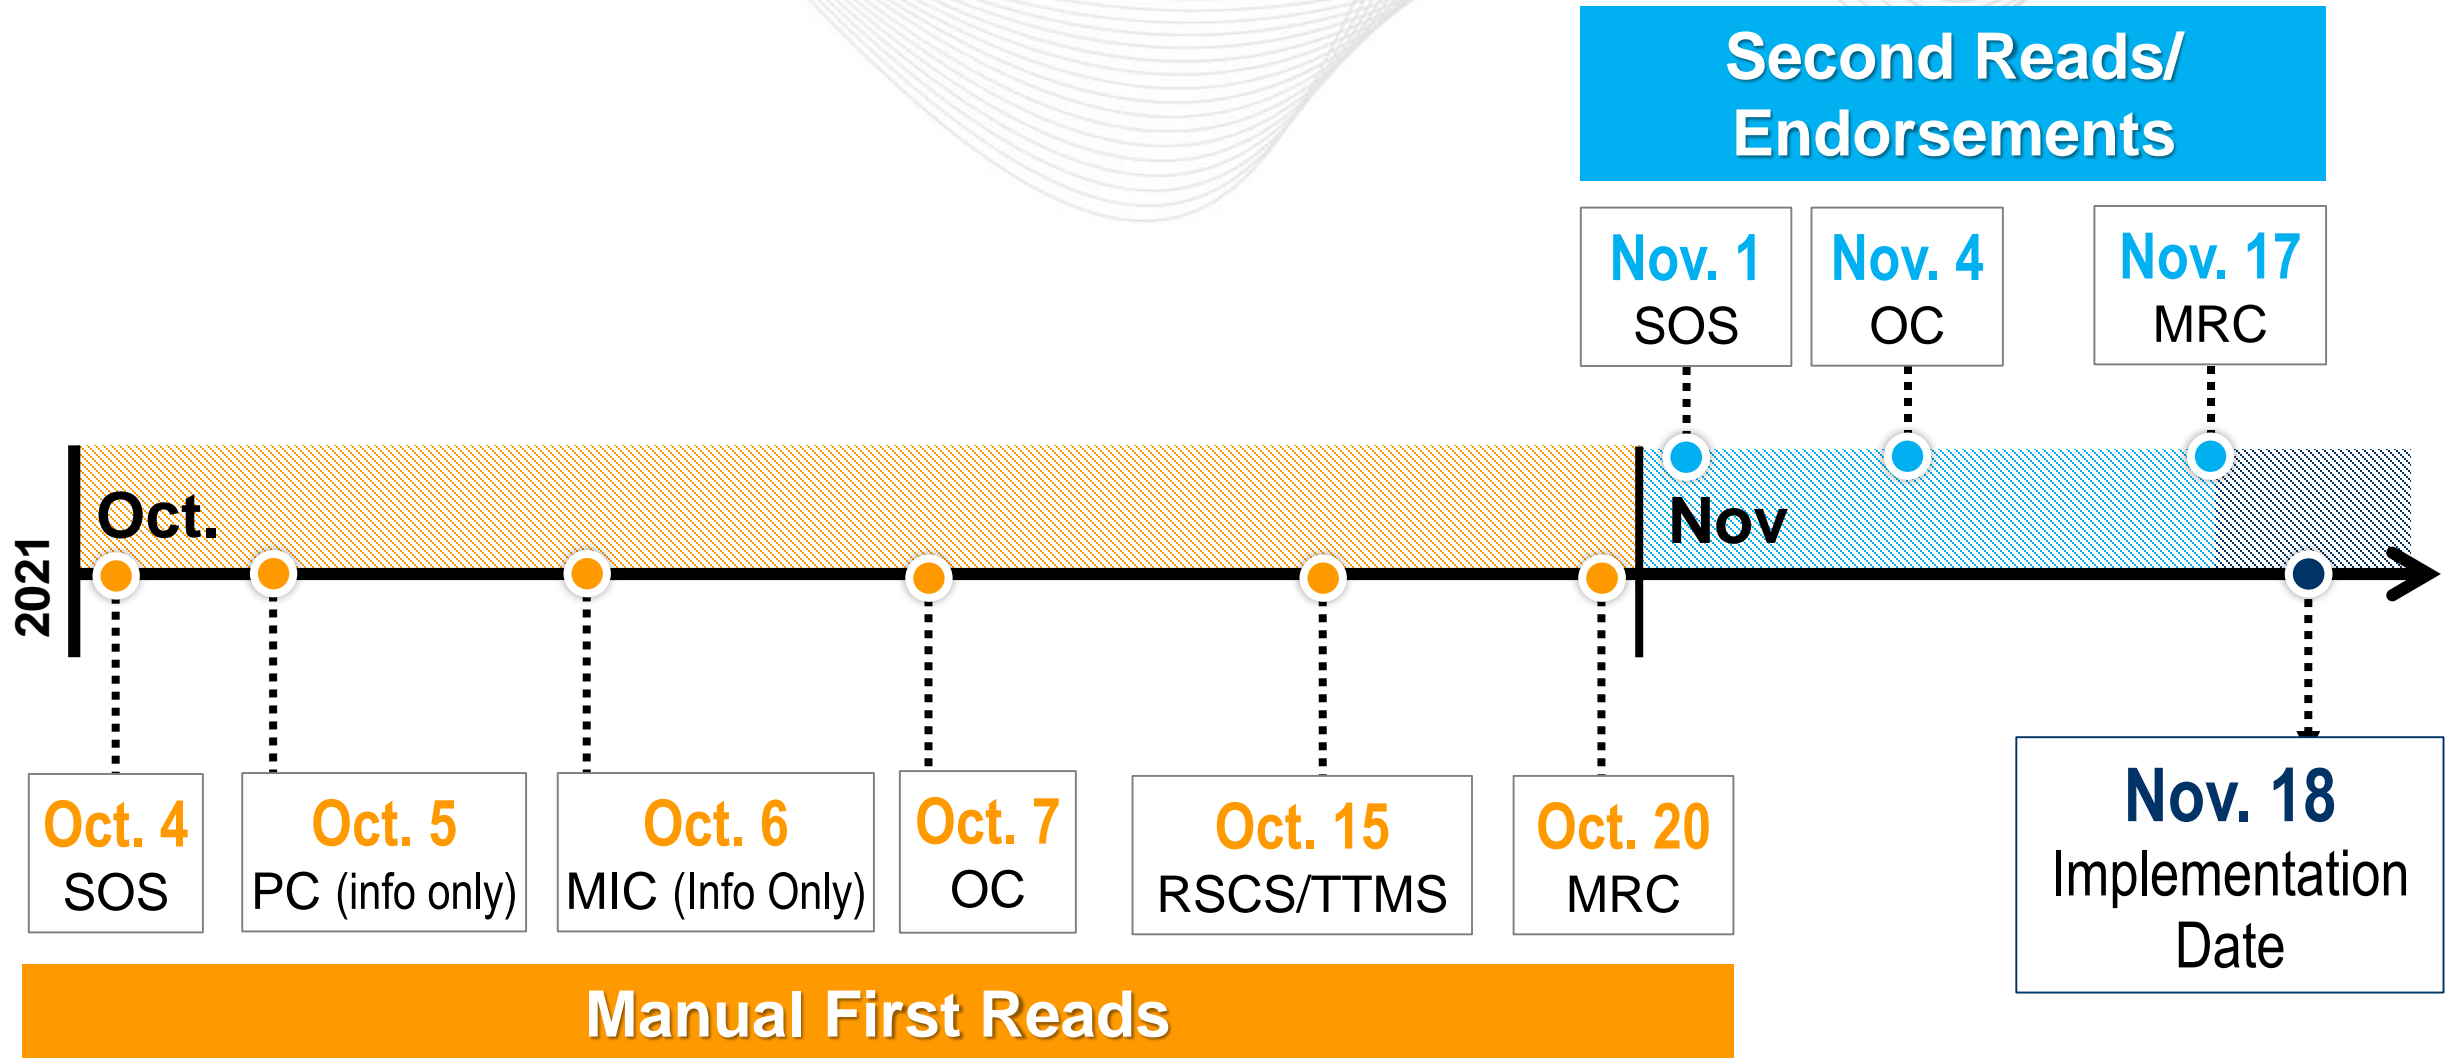 Second Reads/
Endorsements
Nov. 1
SOS
Nov. 4
OC
Nov. 17
MRC
2021
Oct.
Nov
Oct. 4
SOS
Oct. 5
PC (info only)
Oct. 6
MIC (Info Only)
Oct. 7
OC
Oct. 15
RSCS/TTMS
Oct. 20
MRC
Nov. 18
Implementation
Date
Manual First Reads